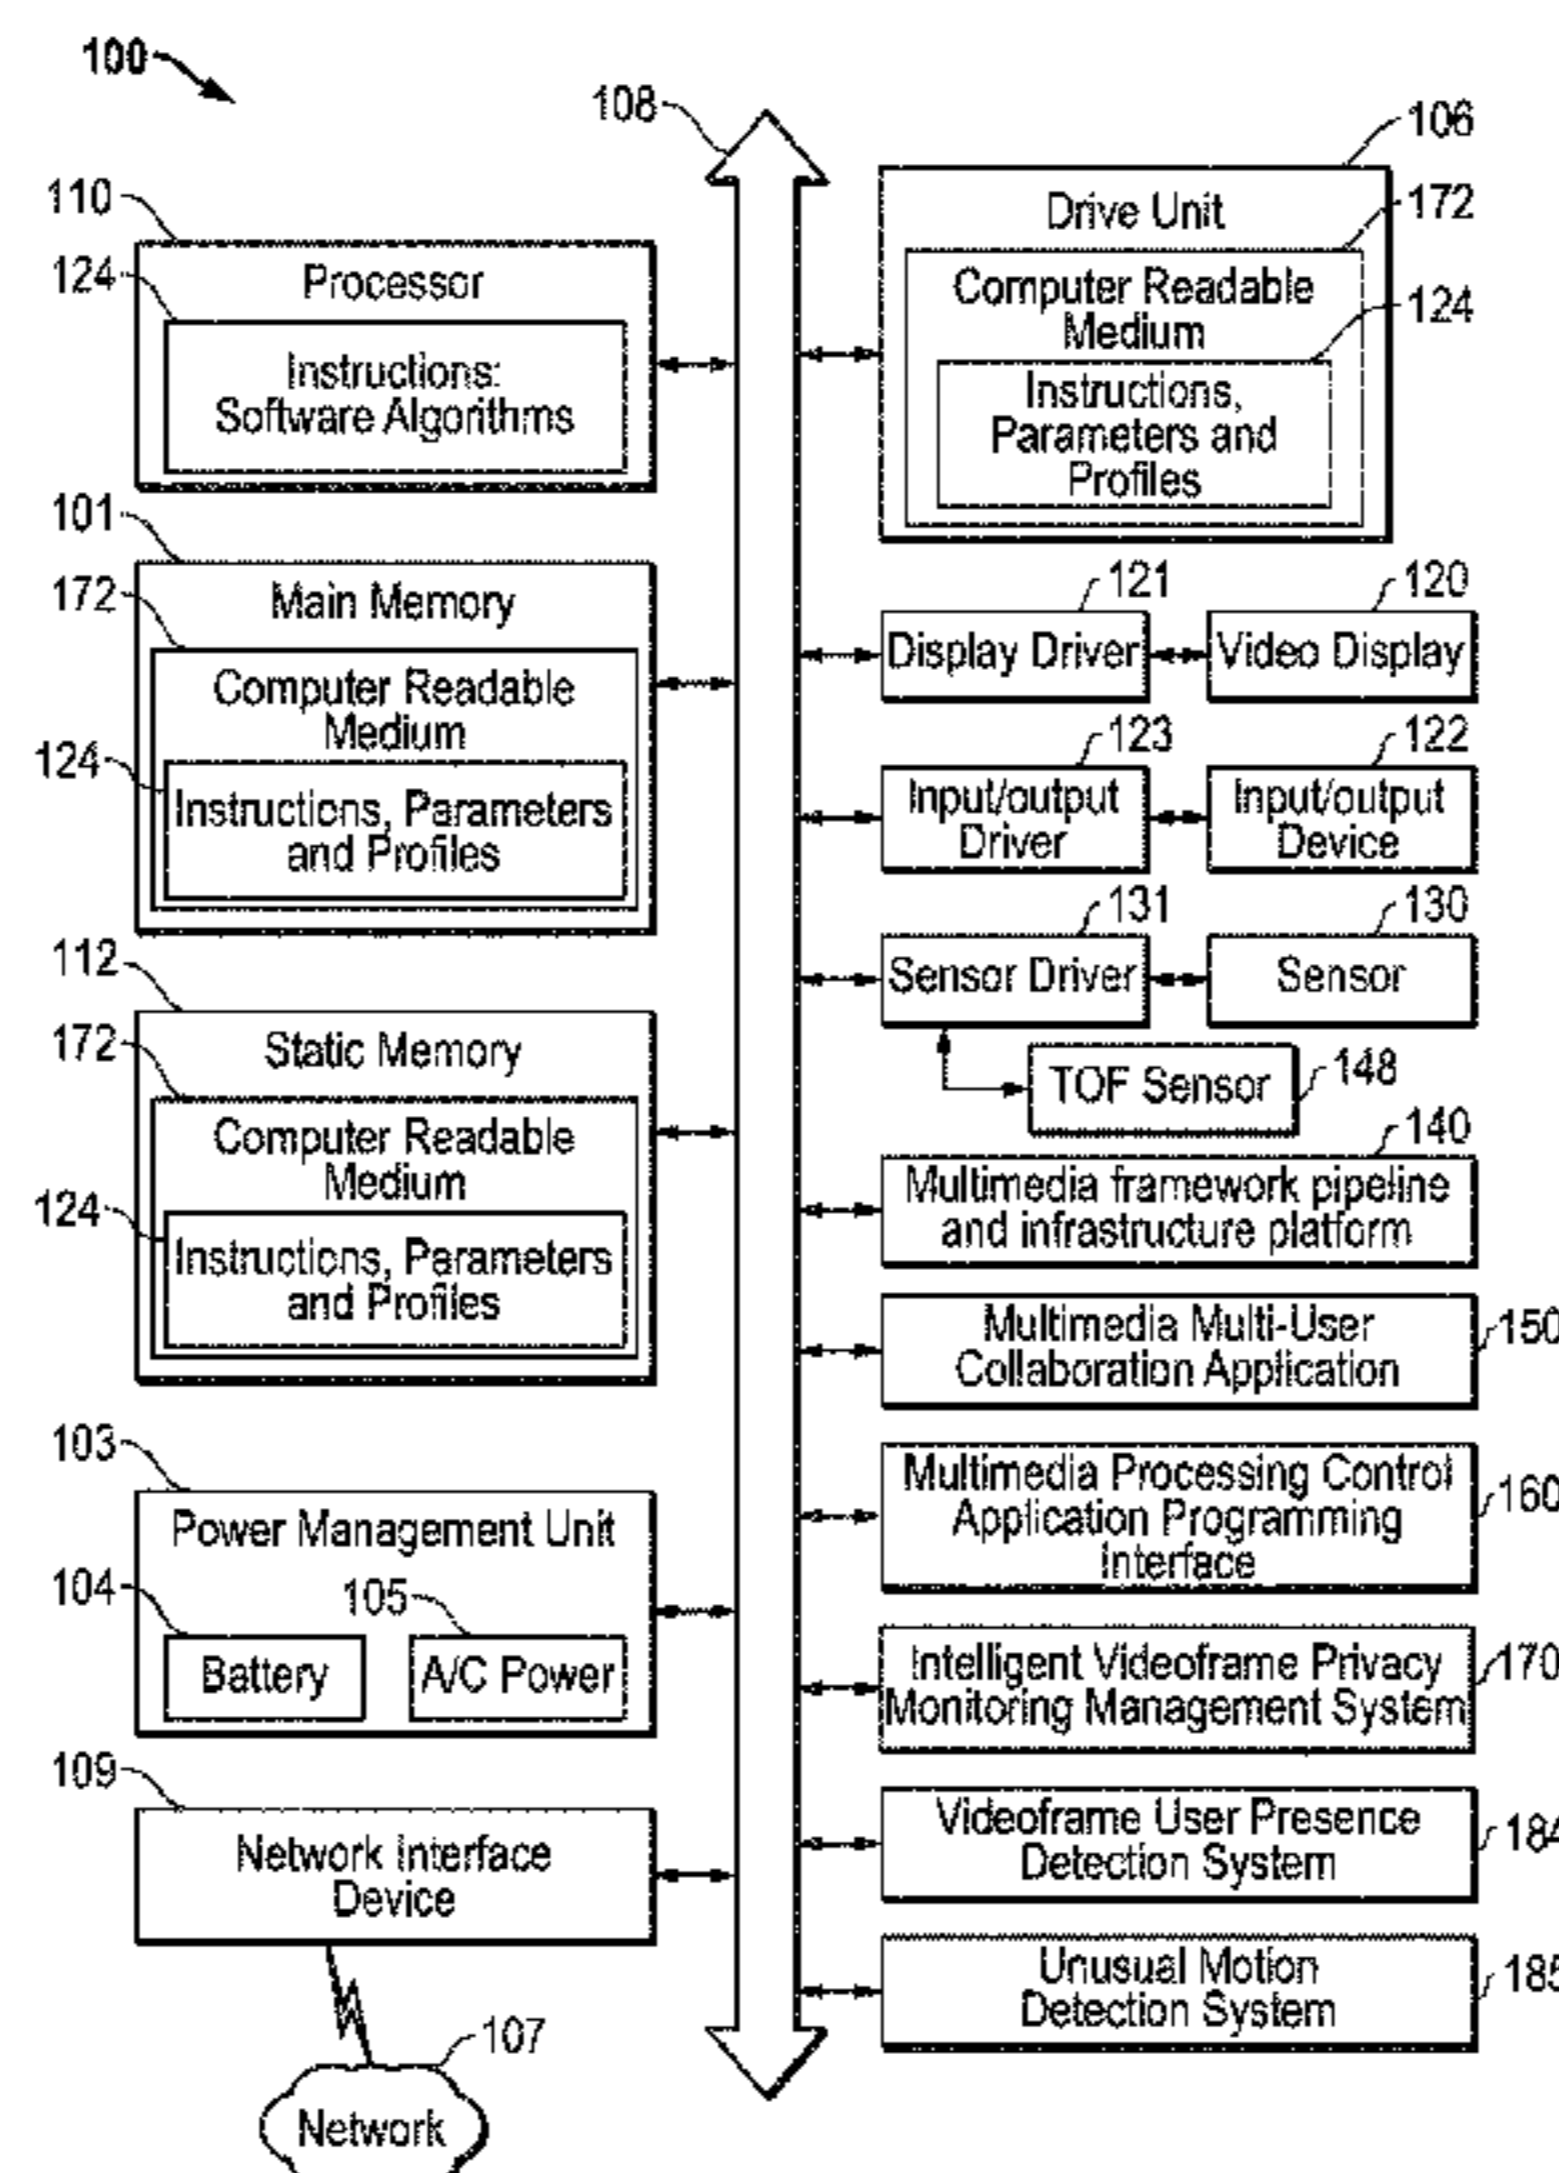 100
108
110
124
Processor
Instructions:
Software Algorithms
101
172
Main Memory
Computer Readable
Medium
124
Instructions, Parameters
and Profiles
112
172
Static Memory
Computer Readable
Medium
124
Instructions, Parameters
and Profiles
103
Power Management Unit
104
105
Battery
A/C Power
109
Network Interface
Device
107
Network
106
Drive Unit
172
Computer Readable
Medium
124
Instructions,
Parameters and
Profiles
121
120
Display Driver
Video Display
123
122
Input/output
Driver
Input/output
Device
131
130
Sensor Driver
Sensor
TOF Sensor
148
140
Multimedia framework pipeline
and infrastructure platform
Multimedia Multi-User
Collaboration Application
150
Multimedia Processing Control
Application Programming
Interface
160
Intelligent Videoframe Privacy
Monitoring Management System
170
Videoframe User Presence
Detection System
184
Unusual Motion
Detection System
185